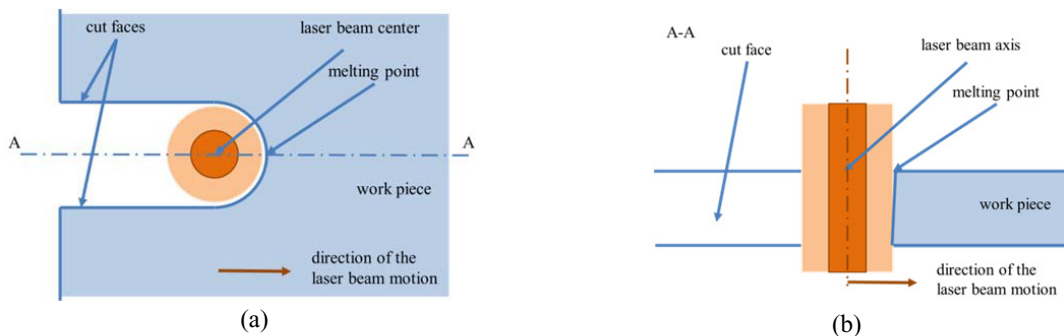 cut faces
laser beam center
melting point
A
A
work piece
direction of the
laser beam motion
(a)
A-A
cut face
laser beam axis
melting point
work piece
direction of the
laser beam motion
(b)